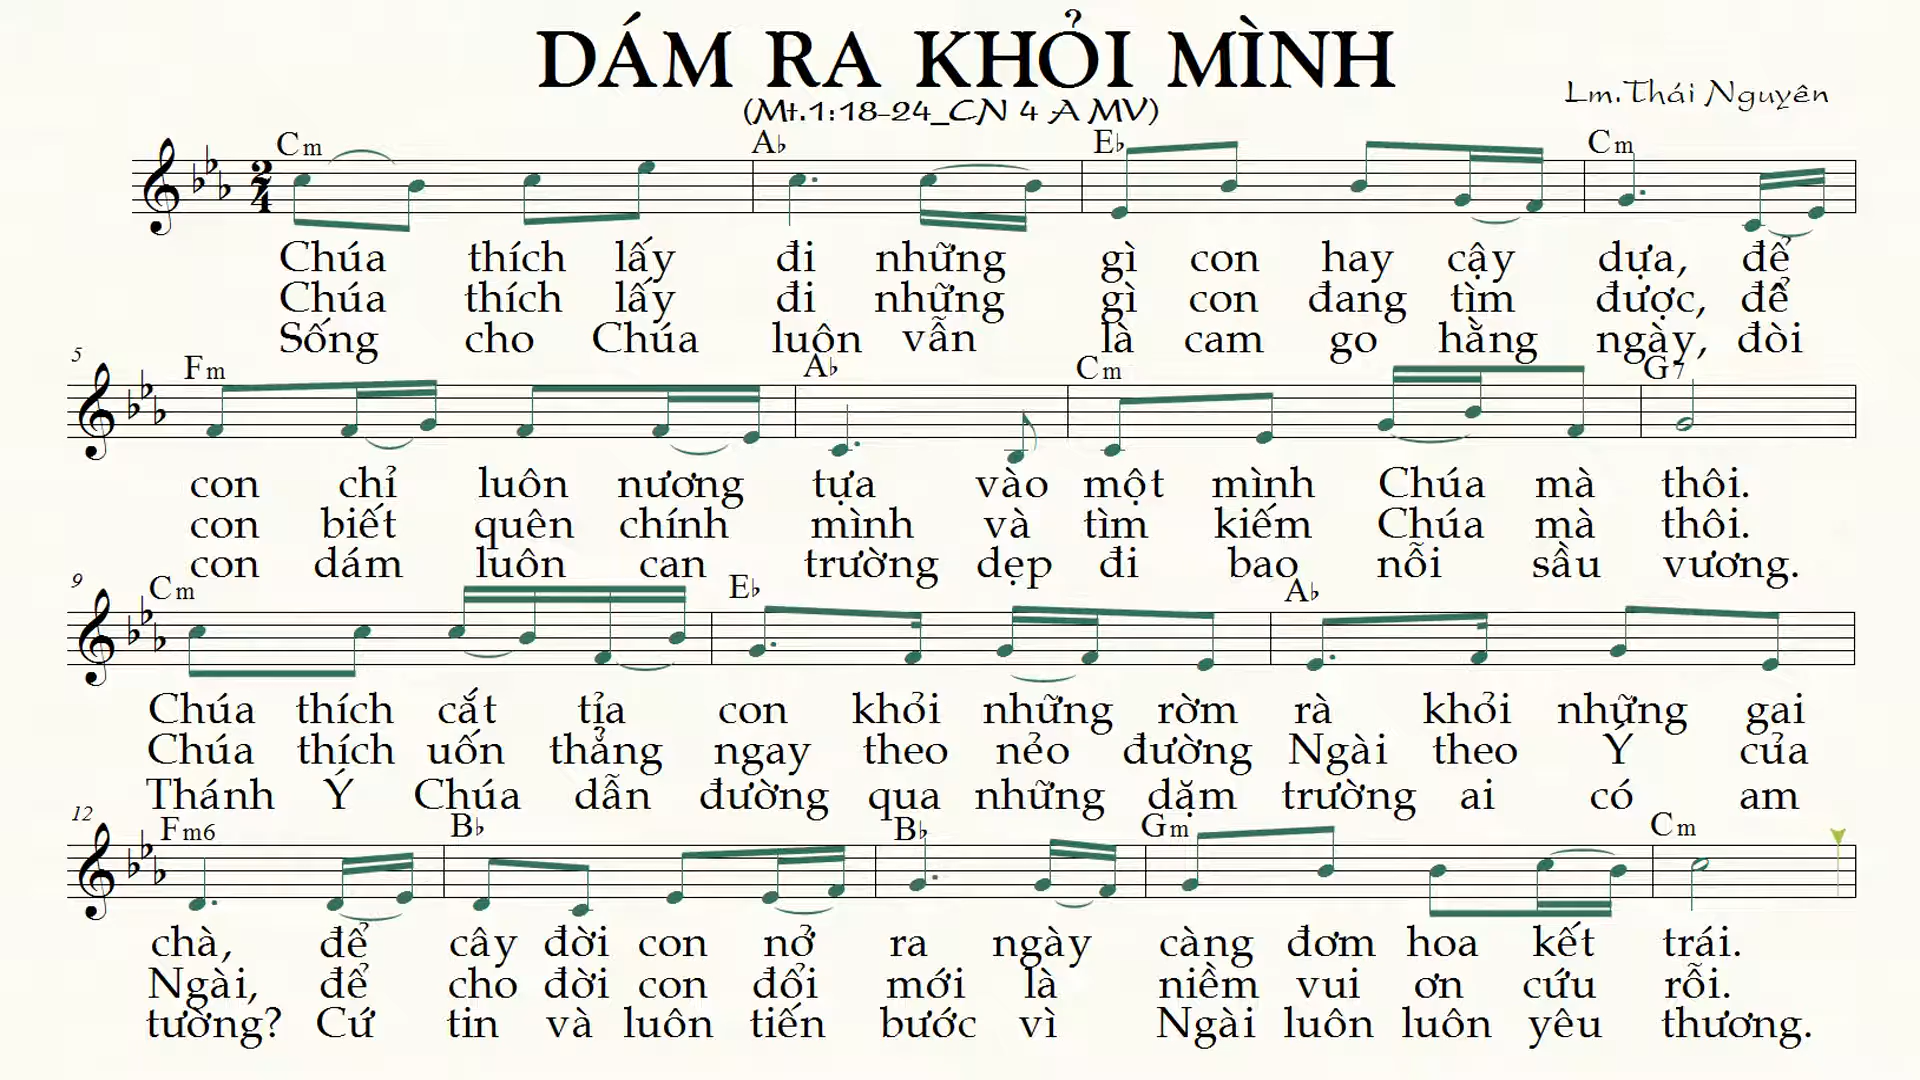 DÁM RA KHỎI MÌNH
(Mt.1:18-24_CN 4 A MV)
Lm.Thái Nguyên
Cm A♭ E♭ Cm
2
4
Chúa thích lấy đi những gì con hay cậy dựa, để
Chúa thích lấy đi những gì con đang tìm được, để
Sống cho Chúa luôn vẫn là cam go hằng ngày, đòi
5
Fm A♭ Cm G7
con chỉ luôn nương tựa vào một mình Chúa mà thôi.
con biết quên chính mình và tìm kiếm Chúa mà thôi.
con dám luôn can trường dẹp đi bao nỗi sầu vương.
9
Cm E♭ A♭
Chúa thích cắt tỉa con khỏi những rờm rà khỏi những gai
Chúa thích uốn thẳng ngay theo nẻo đường Ngài theo Ý của
Thánh Ý Chúa dẫn đường qua những dặm trường ai có am
12
Fm6 B♭ B♭ Gm Cm
chà, để cây đời con nở ra ngày càng đơm hoa kết trái.
Ngài, để cho đời con đổi mới là niềm vui ơn cứu rỗi.
tường? Cứ tin và luôn tiến bước vì Ngài luôn luôn yêu thương.